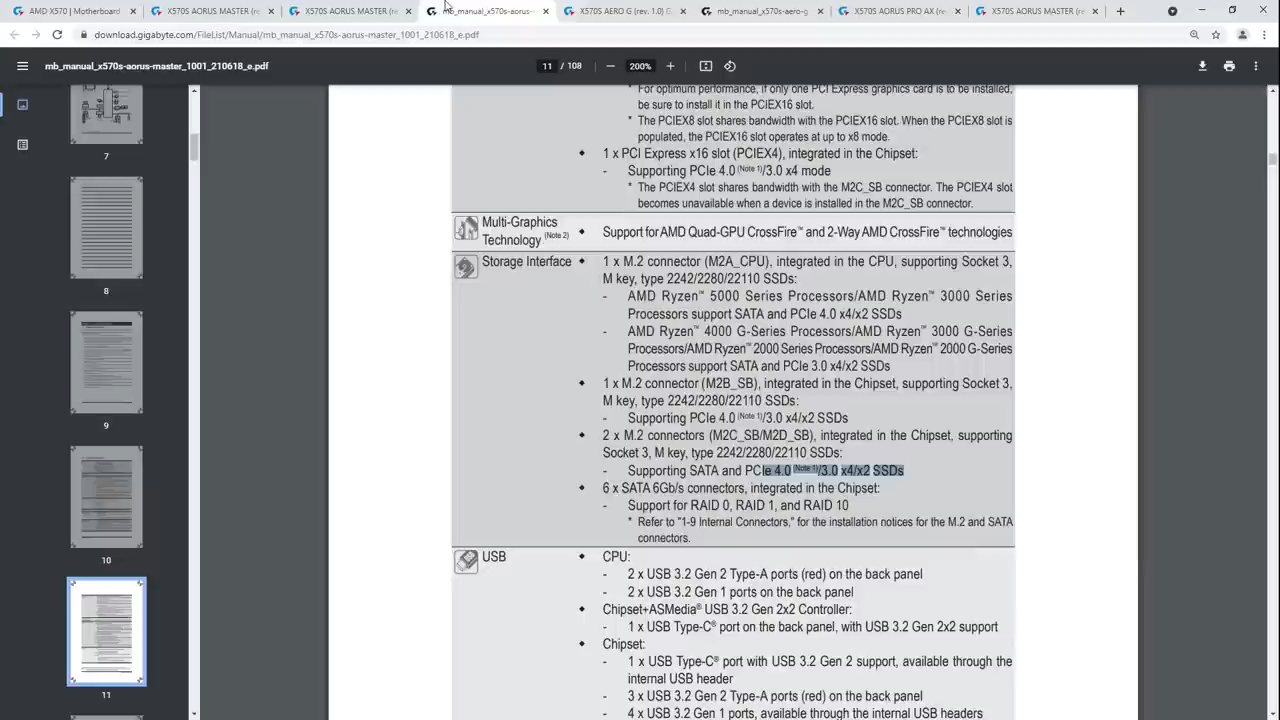 AMD X570 | Motherboard
X570S AORUS MASTER (r
X570S AORUS MASTER (r
mb_manual_x570s-aorus-
X570S AERO G (rev. 1.0) G
mb_manual_x570s-aero-g
X570S AORUS PRO AX (rev
X570S AORUS MASTER (r
download.gigabyte.com/FileList/Manual/mb_manual_x570s-aorus-master_1001_210618_e.pdf
mb_manual_x570s-aorus-master_1001_210618_e.pdf
11 / 108
200%
7
8
9
10
11
* For optimum performance, if only one PCI Express graphics card is to be installed,
be sure to install it in the PCIEX16 slot.
* The PCIEX8 slot shares bandwidth with the PCIEX16 slot. When the PCIEX8 slot is
populated, the PCIEX16 slot operates at up to x8 mode.
◆ 1 x PCI Express x16 slot (PCIEX4), integrated in the Chipset:
- Supporting PCIe 4.0 (Note 1)/3.0 x4 mode
* The PCIEX4 slot shares bandwidth with the M2C_SB connector. The PCIEX4 slot
becomes unavailable when a device is installed in the M2C_SB connector.
Multi-Graphics
Technology (Note 2)
◆ Support for AMD Quad-GPU CrossFire™ and 2-Way AMD CrossFire™ technologies
Storage Interface
◆ 1 x M.2 connector (M2A_CPU), integrated in the CPU, supporting Socket 3,
M key, type 2242/2280/22110 SSDs:
- AMD Ryzen™ 5000 Series Processors/AMD Ryzen™ 3000 Series
Processors support SATA and PCIe 4.0 x4/x2 SSDs
- AMD Ryzen™ 4000 G-Series Processors/AMD Ryzen™ 3000 G-Series
Processors/AMD Ryzen™ 2000 Series Processors/AMD Ryzen™ 2000 G-Series
Processors support SATA and PCIe 3.0 x4/x2 SSDs
◆ 1 x M.2 connector (M2B_SB), integrated in the Chipset, supporting Socket 3,
M key, type 2242/2280/22110 SSDs:
- Supporting PCIe 4.0 (Note 1)/3.0 x4/x2 SSDs
◆ 2 x M.2 connectors (M2C_SB/M2D_SB), integrated in the Chipset, supporting
Socket 3, M key, type 2242/2280/22110 SSDs:
- Supporting SATA and PCIe 4.0 (Note 1)/3.0 x4/x2 SSDs
◆ 6 x SATA 6Gb/s connectors, integrated in the Chipset:
- Support for RAID 0, RAID 1, and RAID 10
* Refer to "1-9 Internal Connectors," for the installation notices for the M.2 and SATA
connectors.
USB
◆ CPU:
- 2 x USB 3.2 Gen 2 Type-A ports (red) on the back panel
- 2 x USB 3.2 Gen 1 ports on the back panel
◆ Chipset+ASMedia® USB 3.2 Gen 2x2 Controller:
- 1 x USB Type-C® port on the back panel, with USB 3.2 Gen 2x2 support
◆ Chipset:
- 1 x USB Type-C® port with USB 3.2 Gen 2 support, available through the
internal USB header
- 3 x USB 3.2 Gen 2 Type-A ports (red) on the back panel
- 4 x USB 3.2 Gen 1 ports, available through the internal USB headers